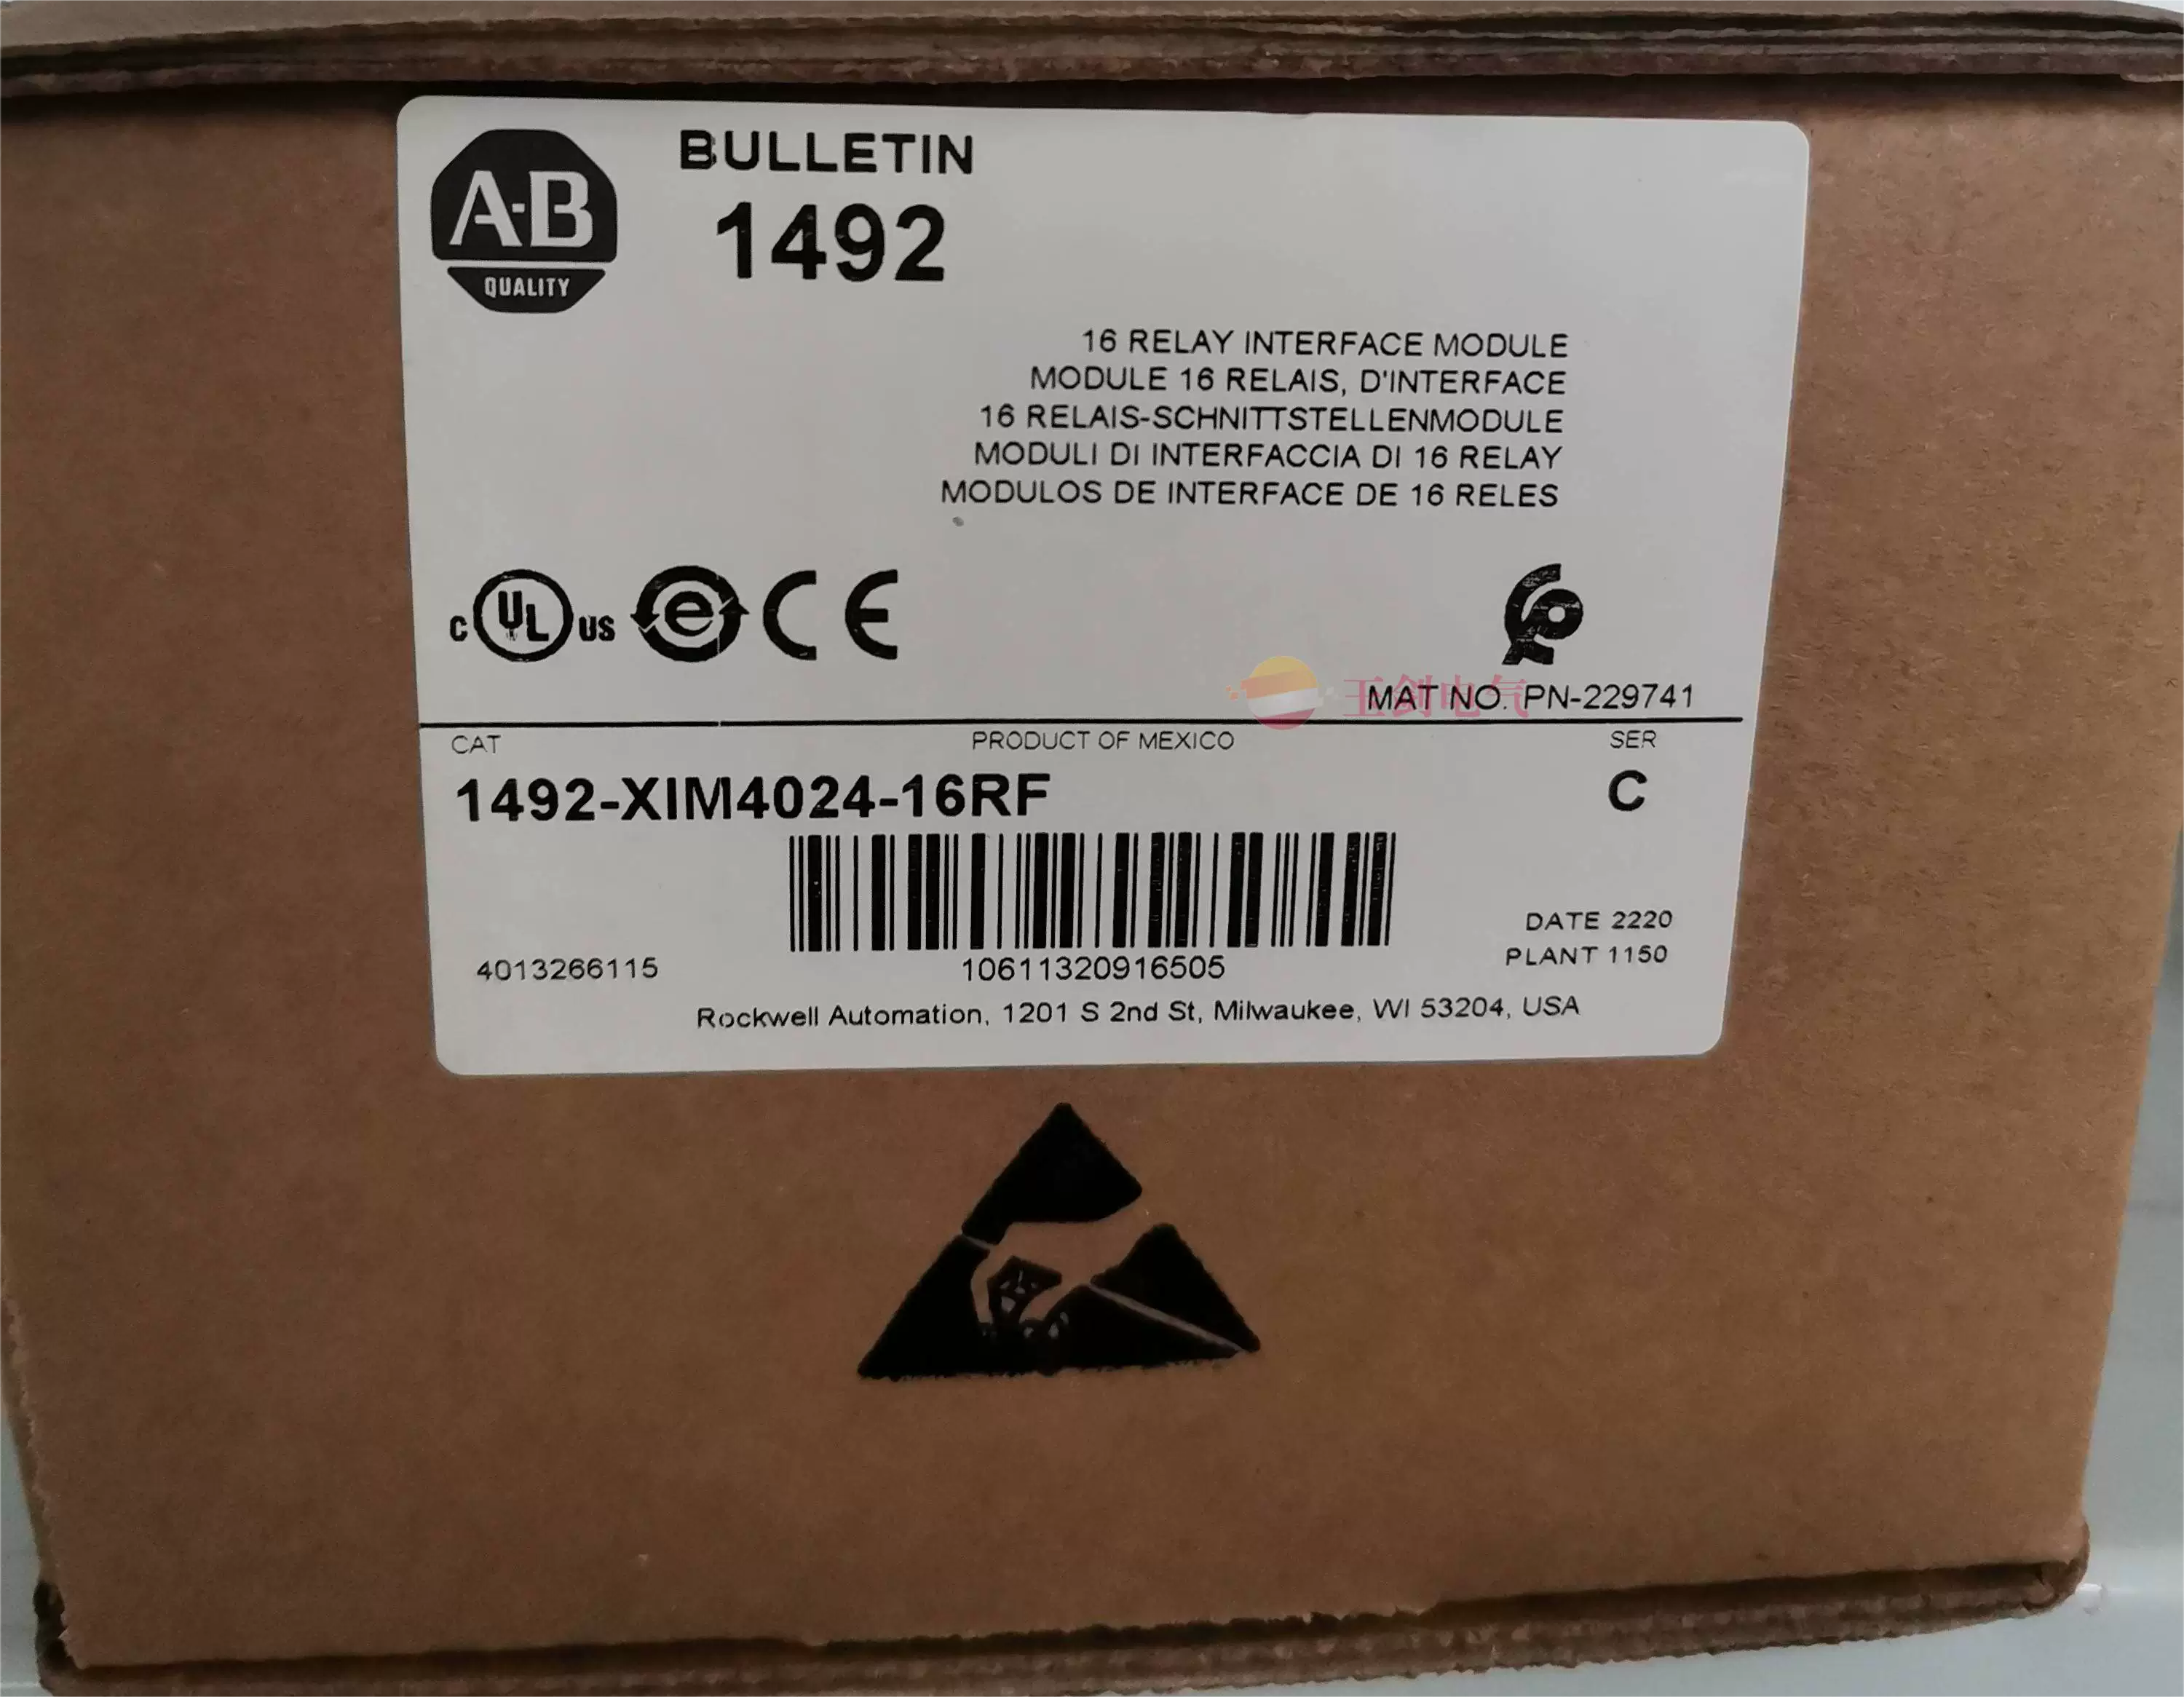 A-B
QUALITY
BULLETIN
1492
16 RELAY INTERFACE MODULE
MODULE 16 RELAIS, D'INTERFACE
16 RELAIS-SCHNITTSTELLENMODULE
MODULI DI INTERFACCIA DI 16 RELAY
MODULOS DE INTERFACE DE 16 RELES
C UL US e CE
MAT NO. PN-229741
CAT PRODUCT OF MEXICO SER
1492-XIM4024-16RF C
DATE 2220
PLANT 1150
4013266115 10611320916505
Rockwell Automation, 1201 S 2nd St, Milwaukee, WI 53204, USA